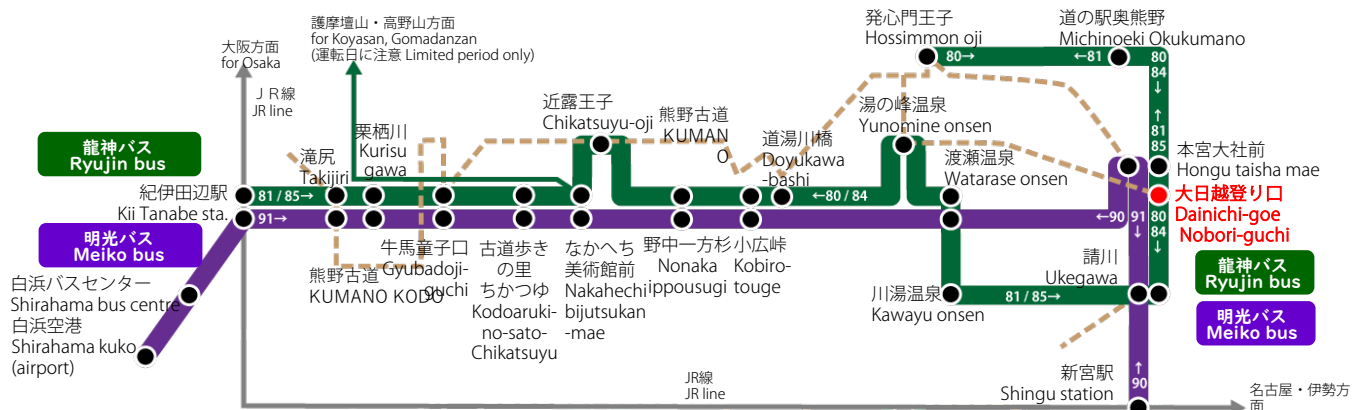 護摩壇山・高野山方面
for Koyasan, Gomadanzan
(運転日に注意 Limited period only)
大阪方面
for Osaka
ＪＲ線
JR line
発心門王子
Hossimmon oji
道の駅奥熊野
Michinoeki Okukumano
80→
←81
80
84
↓
↑
81
85
龍神バス
Ryujin bus
滝尻
Takijiri
栗栖川
Kurisu
gawa
近露王子
Chikatsuyu-oji
熊野古道
KUMAN
O
道湯川橋
Doyukawa
-bashi
湯の峰温泉
Yunomine onsen
渡瀬温泉
Watarase onsen
本宮大社前
Hongu taisha mae
紀伊田辺駅
Kii Tanabe sta.
81 / 85→
←80 / 84
91→
←90
91
↓
80
84
↓
大日越登り口
Dainichi-goe
Nobori-guchi
明光バス
Meiko bus
白浜バスセンター
Shirahama bus centre
白浜空港
Shirahama kuko
(airport)
熊野古道
KUMANO KODO
牛馬童子口
Gyubadoji-
guchi
古道歩き
の里
ちかつゆ
Kodoaruki-
no-sato-
Chikatsuyu
なかへち
美術館前
Nakahechi
bijutsukan
-mae
野中一方杉
Nonaka
ippousugi
小広峠
Kobiro-
touge
川湯温泉
Kawayu onsen
81 / 85→
請川
Ukegawa
龍神バス
Ryujin bus
明光バス
Meiko bus
新宮駅
Shingu station
↑
90
JR線
JR line
名古屋・伊勢方
面